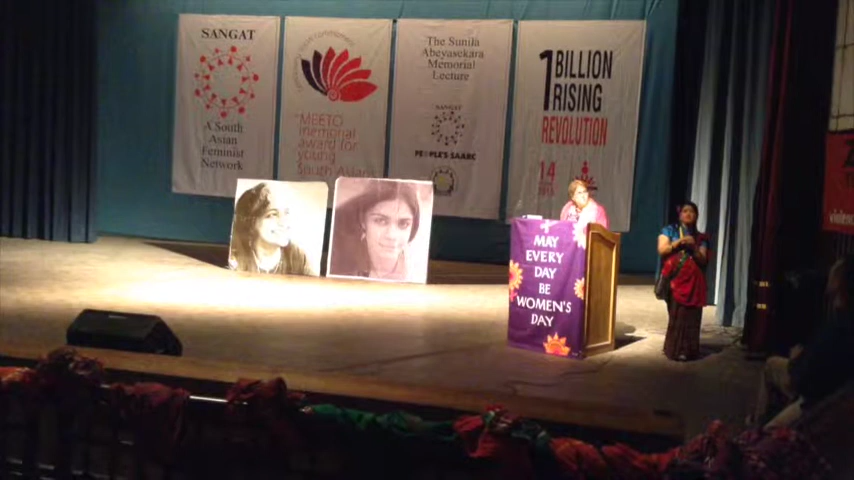 SANGAT
A South
Asian
Feminist
Network
"MEETO
memorial
award for
young
South Asians
The Sunila
Abeyasekara
Memorial
Lecture
SANGAT
PEOPLE'S SAARC
1 BILLION
RISING
REVOLUTION
14
MAY
EVERY
DAY
BE
WOMEN'S
DAY